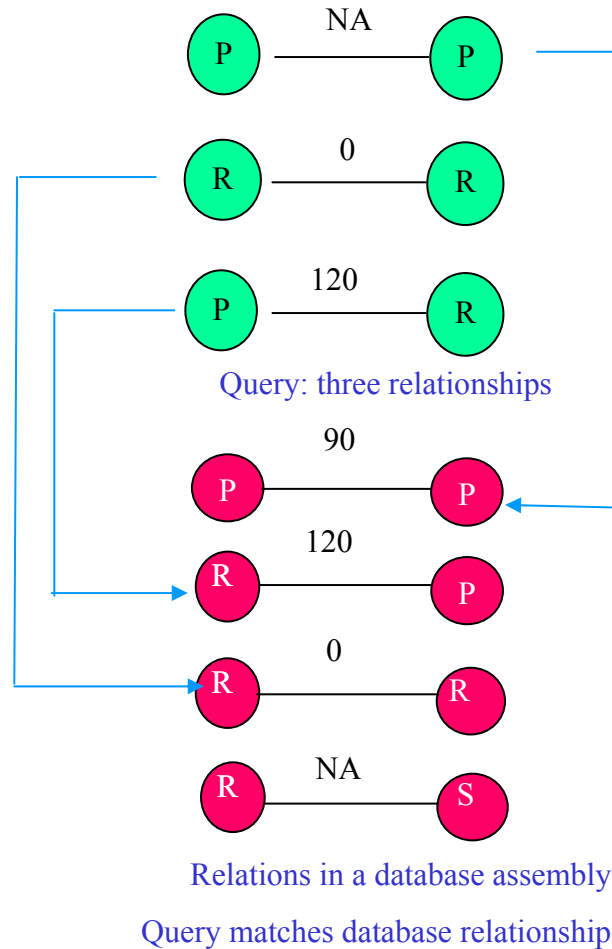 NA
P P
0
R R
120
P R
Query: three relationships
90
P P
120
R P
0
R R
NA
R S
Relations in a database assembly
Query matches database relationship